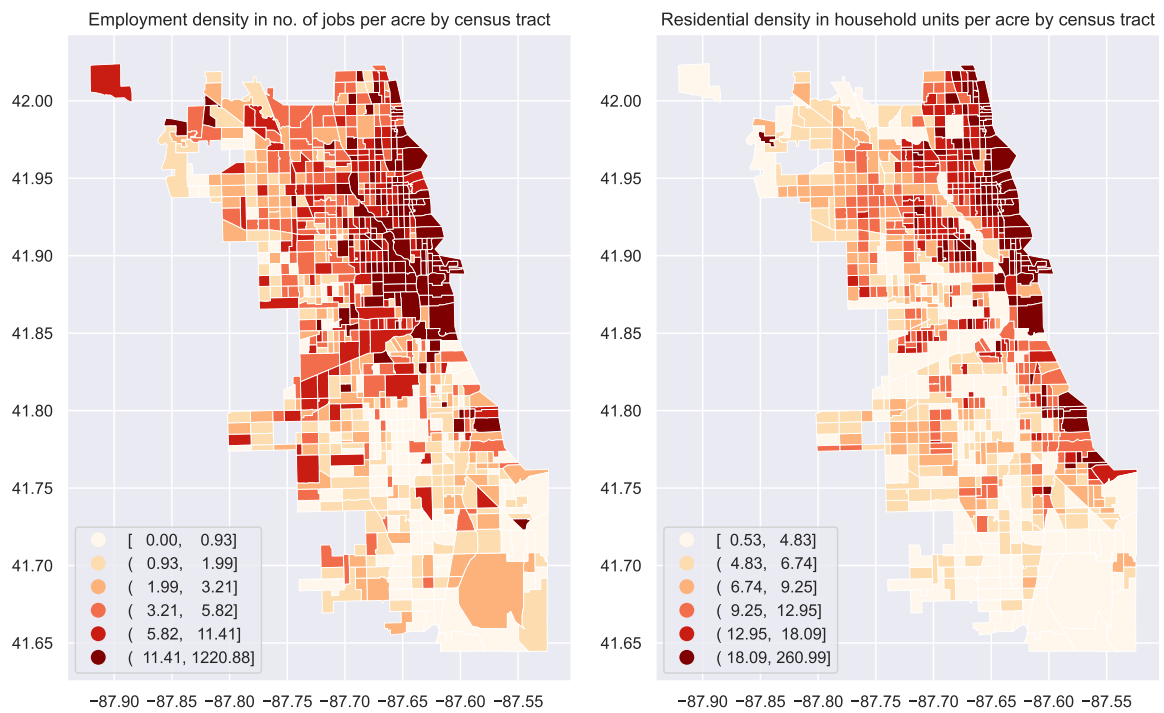 Employment density in no. of jobs per acre by census tract
42.00
41.95
41.90
41.85
41.80
41.75
41.70
41.65
[ 0.00, 0.93]
( 0.93, 1.99]
( 1.99, 3.21]
( 3.21, 5.82]
( 5.82, 11.41]
( 11.41, 1220.88]
−87.90 −87.85 −87.80 −87.75 −87.70 −87.65 −87.60 −87.55
Residential density in household units per acre by census tract
42.00
41.95
41.90
41.85
41.80
41.75
41.70
41.65
[ 0.53, 4.83]
( 4.83, 6.74]
( 6.74, 9.25]
( 9.25, 12.95]
( 12.95, 18.09]
( 18.09, 260.99]
−87.90 −87.85 −87.80 −87.75 −87.70 −87.65 −87.60 −87.55